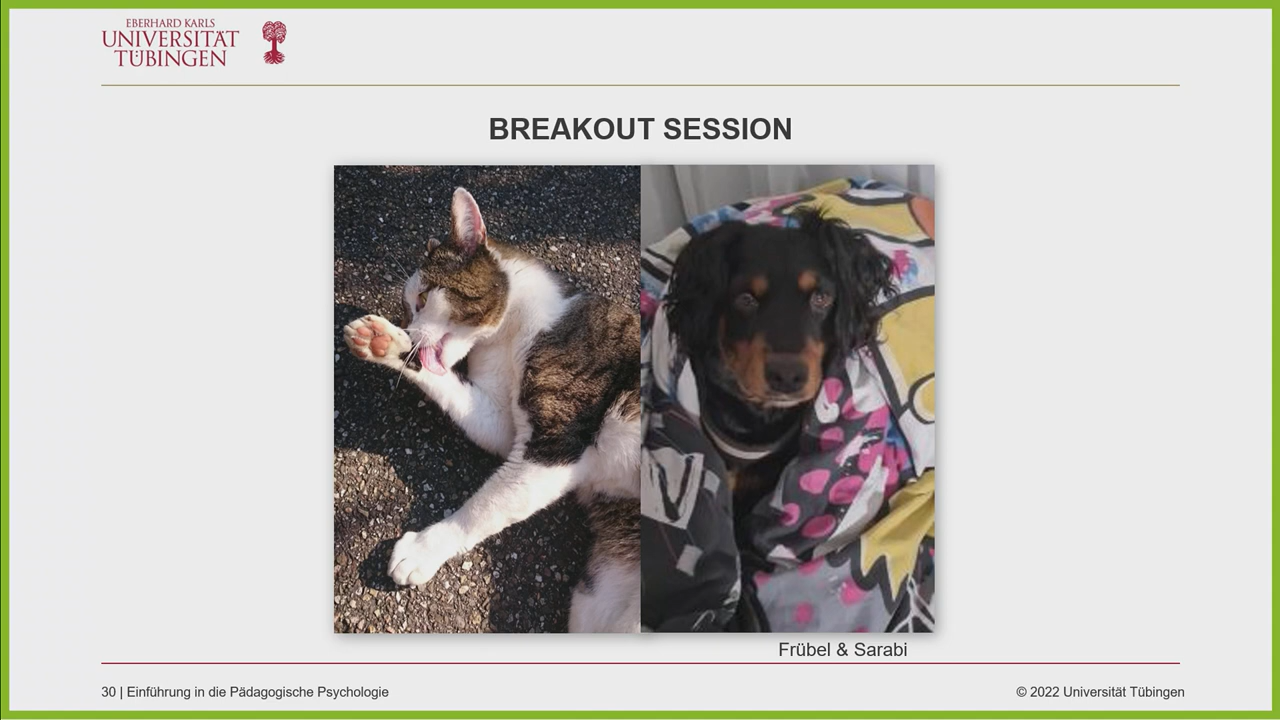 EBERHARD KARLS
UNIVERSITÄT
TÜBINGEN
BREAKOUT SESSION
Frübel & Sarabi
30 | Einführung in die Pädagogische Psychologie
© 2022 Universität Tübingen